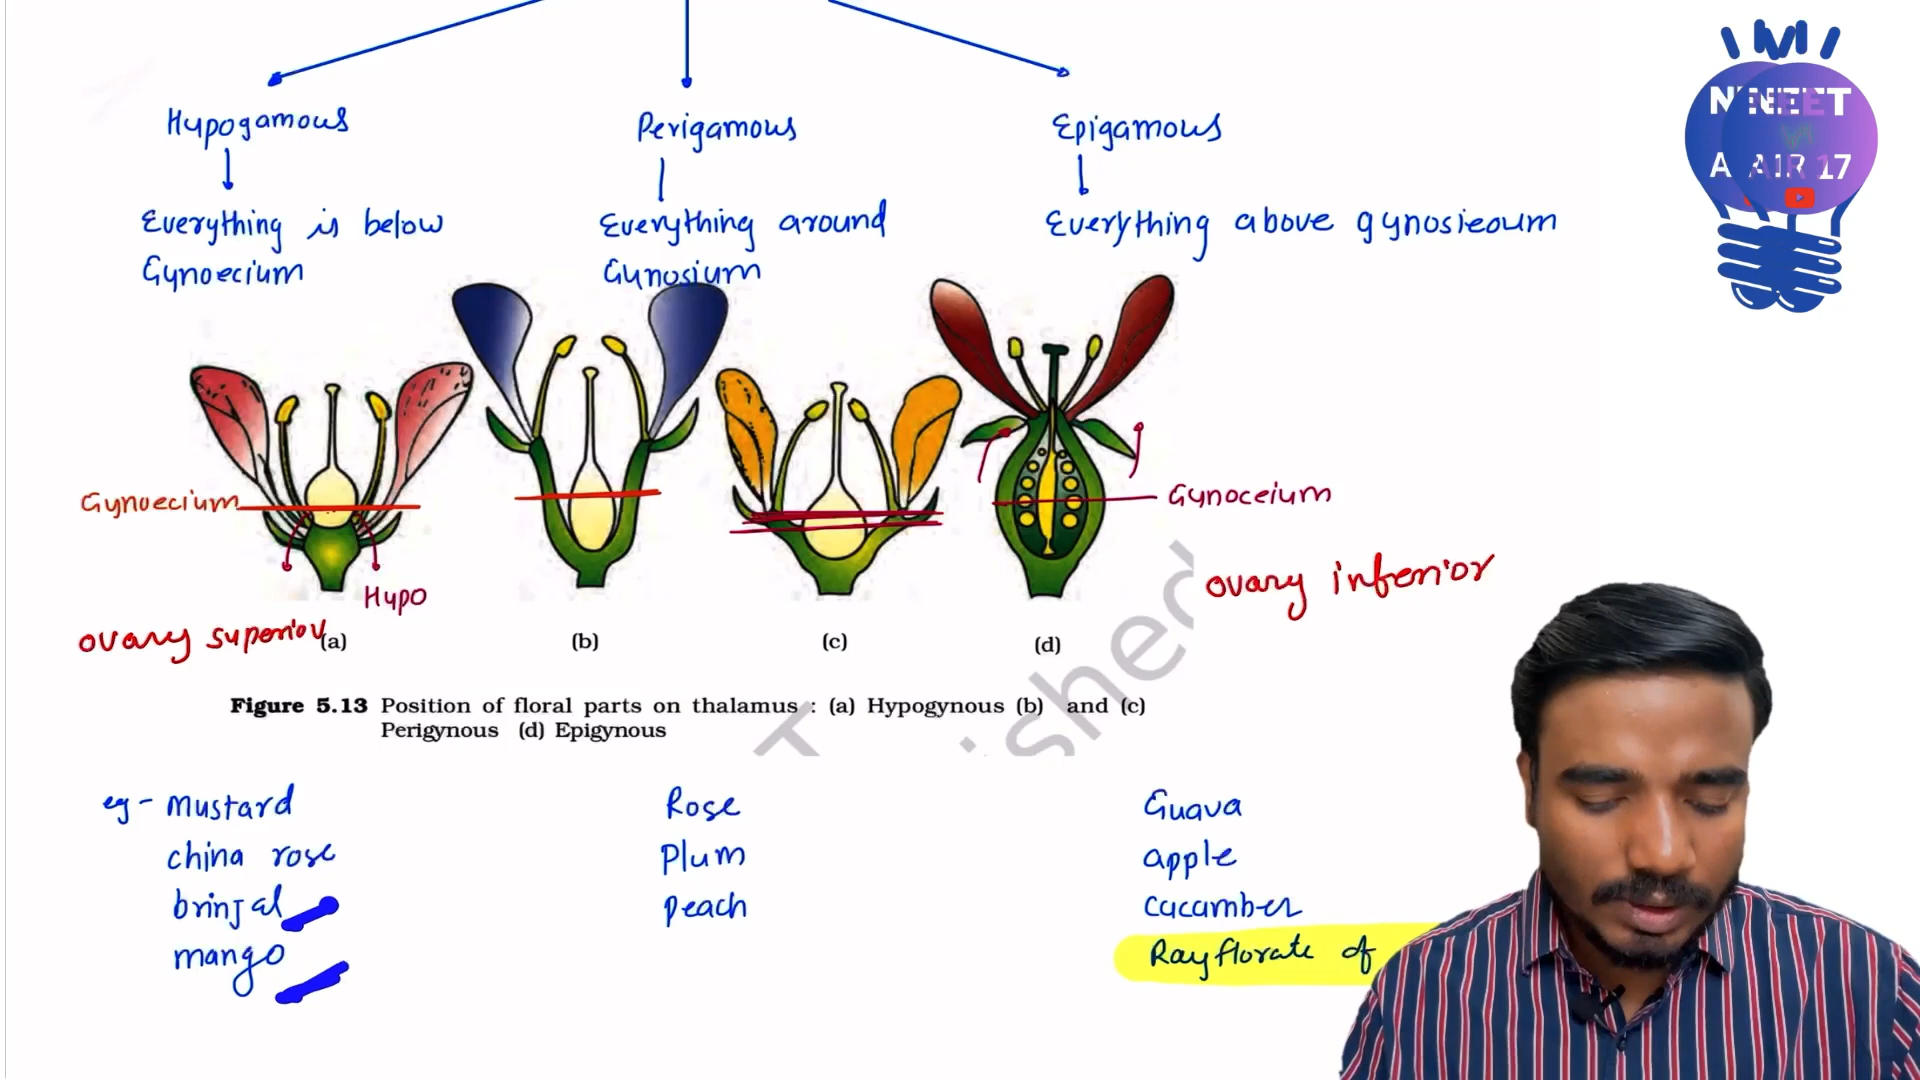 Hypogamous
Perigamous
Epigamous
Everything is below
Gynoecium
Everything around
Gynosium
Everything above gynosieoum
Gynoecium
Hypo
ovary superior
Gynoceium
ovary inferior
(a)
(b)
(c)
(d)
Figure 5.13 Position of floral parts on thalamus : (a) Hypogynous (b) and (c)
Perigynous (d) Epigynous
eg - Mustard
china rose
brinjal
mango
Rose
Plum
Peach
Guava
apple
cucamber
Ray florate of
NEET
AIR 17